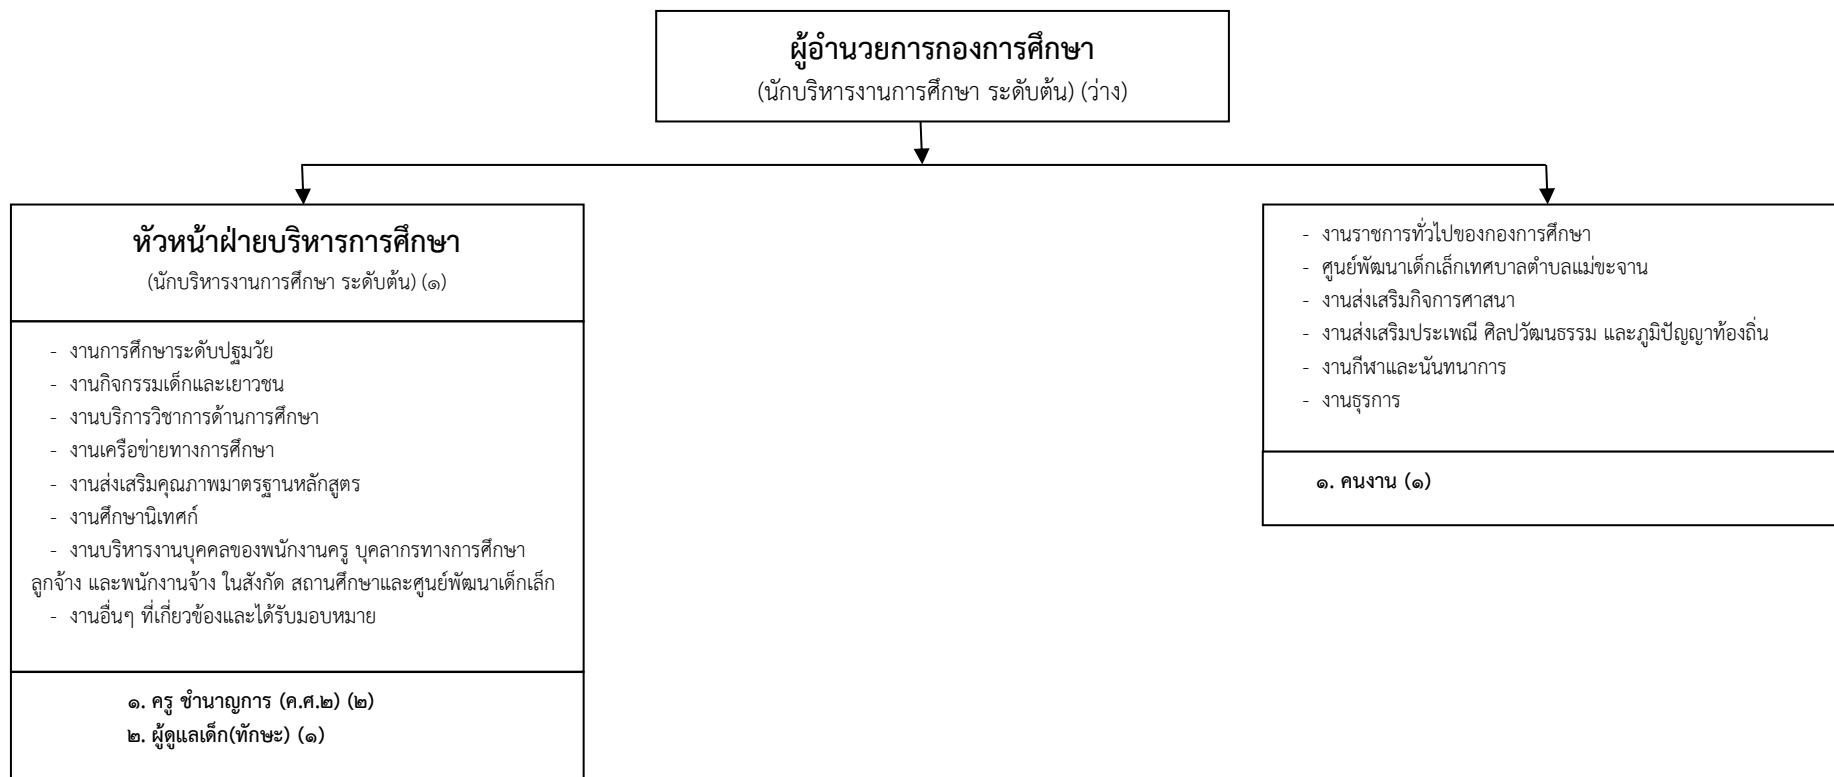 ผู้อำนวยการกองการศึกษา
(นักบริหารงานการศึกษา ระดับต้น) (ว่าง)
หัวหน้าฝ่ายบริหารการศึกษา
(นักบริหารงานการศึกษา ระดับต้น) (๑)
- งานการศึกษาระดับปฐมวัย
- งานกิจกรรมเด็กและเยาวชน
- งานบริการวิชาการด้านการศึกษา
- งานเครือข่ายทางการศึกษา
- งานส่งเสริมคุณภาพมาตรฐานหลักสูตร
- งานศึกษานิเทศก์
- งานบริหารงานบุคคลของพนักงานครู บุคลากรทางการศึกษา
ลูกจ้าง และพนักงานจ้าง ในสังกัด สถานศึกษาและศูนย์พัฒนาเด็กเล็ก
- งานอื่นๆ ที่เกี่ยวข้องและได้รับมอบหมาย
๑. ครู ชำนาญการ (ค.ศ.๒) (๒)
๒. ผู้ดูแลเด็ก(ทักษะ) (๑)
- งานราชการทั่วไปของกองการศึกษา
- ศูนย์พัฒนาเด็กเล็กเทศบาลตำบลแม่ขะจาน
- งานส่งเสริมกิจการศาสนา
- งานส่งเสริมประเพณี ศิลปวัฒนธรรม และภูมิปัญญาท้องถิ่น
- งานกีฬาและนันทนาการ
- งานธุรการ
๑. คนงาน (๑)